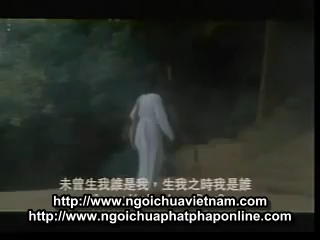 未曾生我誰是我，生我之時我是誰
http://www.ngoichuavietnam.com
http://www.ngoichuaphatphaponline.com